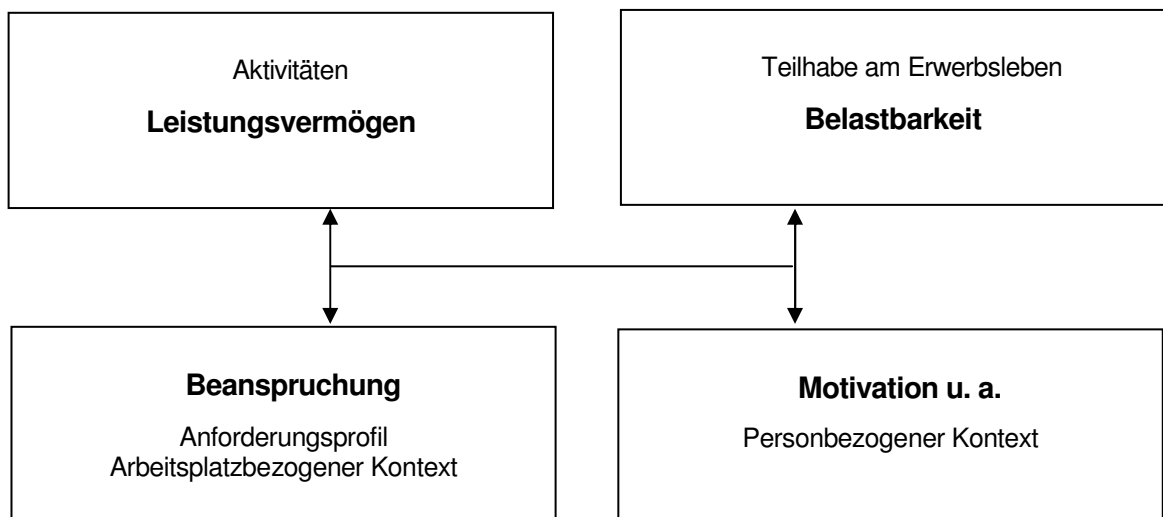 Aktivitäten
Leistungsvermögen
Teilhabe am Erwerbsleben
Belastbarkeit
Beanspruchung
Anforderungsprofil
Arbeitsplatzbezogener Kontext
Motivation u. a.
Personbezogener Kontext